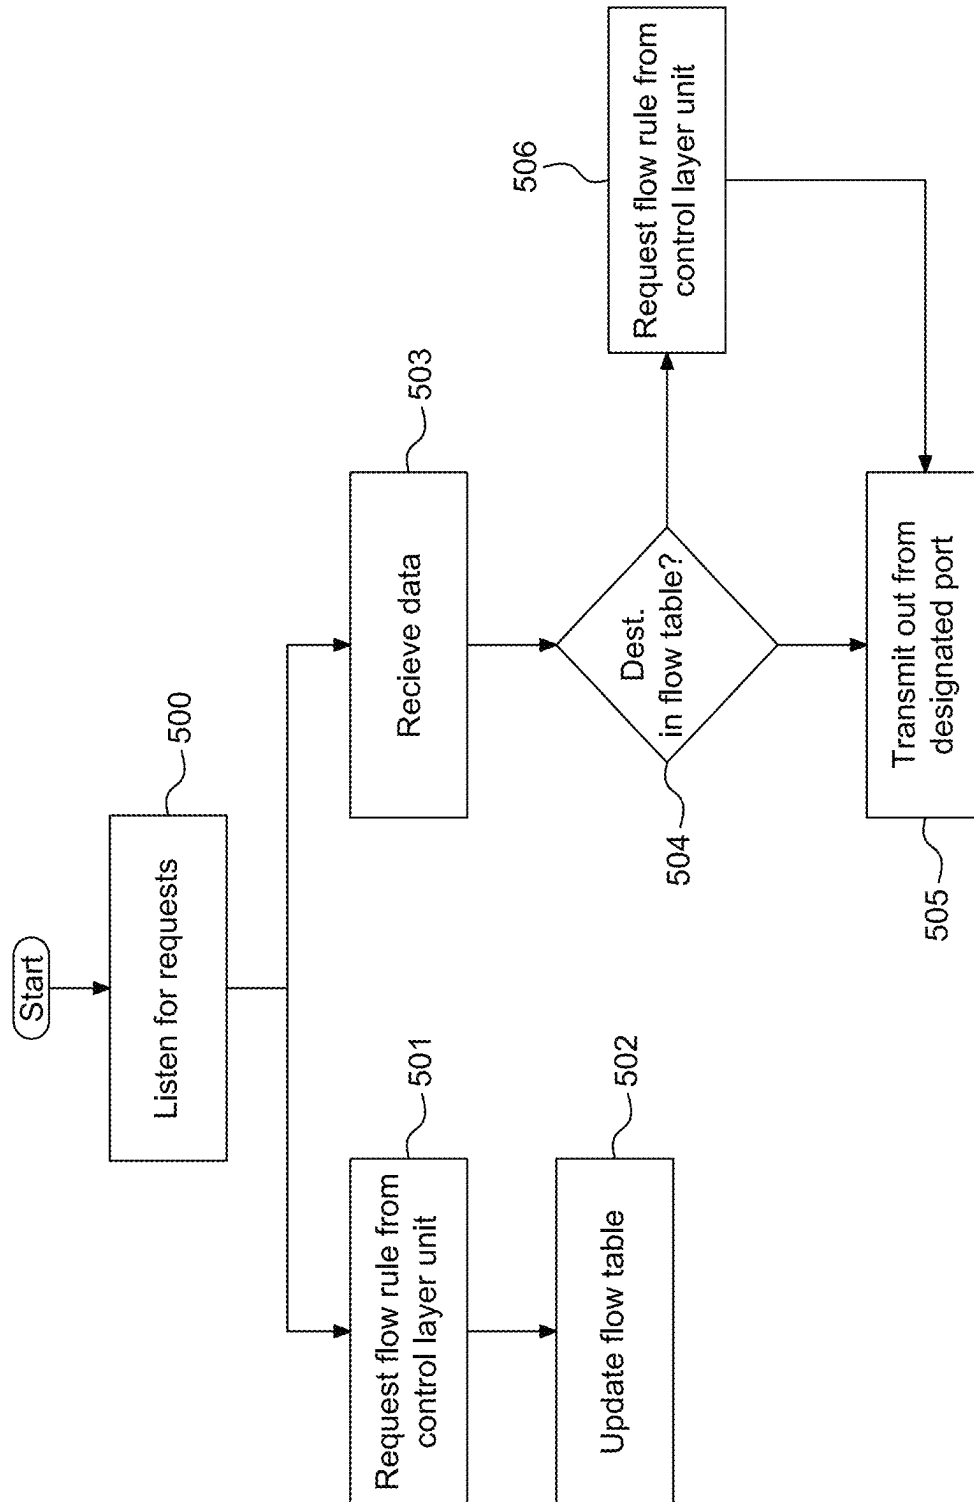 Start
Listen for requests
500
Request flow rule from
control layer unit
501
Update flow table
502
Recieve data
503
Dest.
in flow table?
504
Transmit out from
designated port
505
Request flow rule from
control layer unit
506